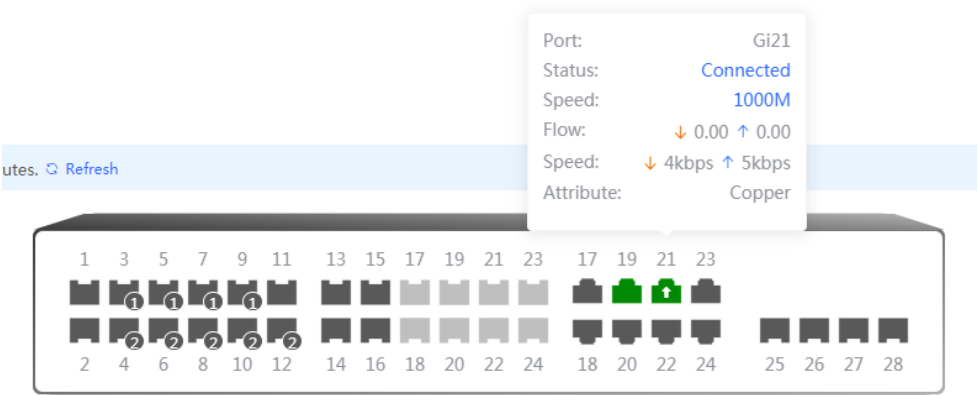 Port: Gi21
Status: Connected
Speed: 1000M
Flow: ↓ 0.00 ↑ 0.00
Speed: ↓ 4kbps ↑ 5kbps
Attribute: Copper
utes. Refresh
1 3 5 7 9 11 13 15 17 19 21 23 17 19 21 23
1 1 1 1
2 2 2 2 2
2 4 6 8 10 12 14 16 18 20 22 24 18 20 22 24 25 26 27 28